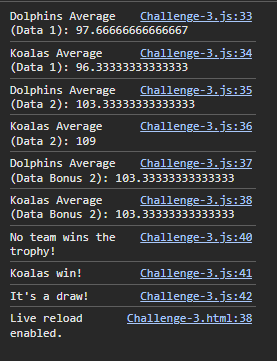 Dolphins Average Challenge-3.js:33
(Data 1): 97.66666666666667
Koalas Average Challenge-3.js:34
(Data 1): 96.33333333333333
Dolphins Average Challenge-3.js:35
(Data 2): 103.33333333333333
Koalas Average Challenge-3.js:36
(Data 2): 109
Dolphins Average Challenge-3.js:37
(Data Bonus 2): 103.33333333333333
Koalas Average Challenge-3.js:38
(Data Bonus 2): 103.33333333333333
No team wins the Challenge-3.js:40
trophy!
Koalas win! Challenge-3.js:41
It's a draw! Challenge-3.js:42
Live reload Challenge-3.html:38
enabled.